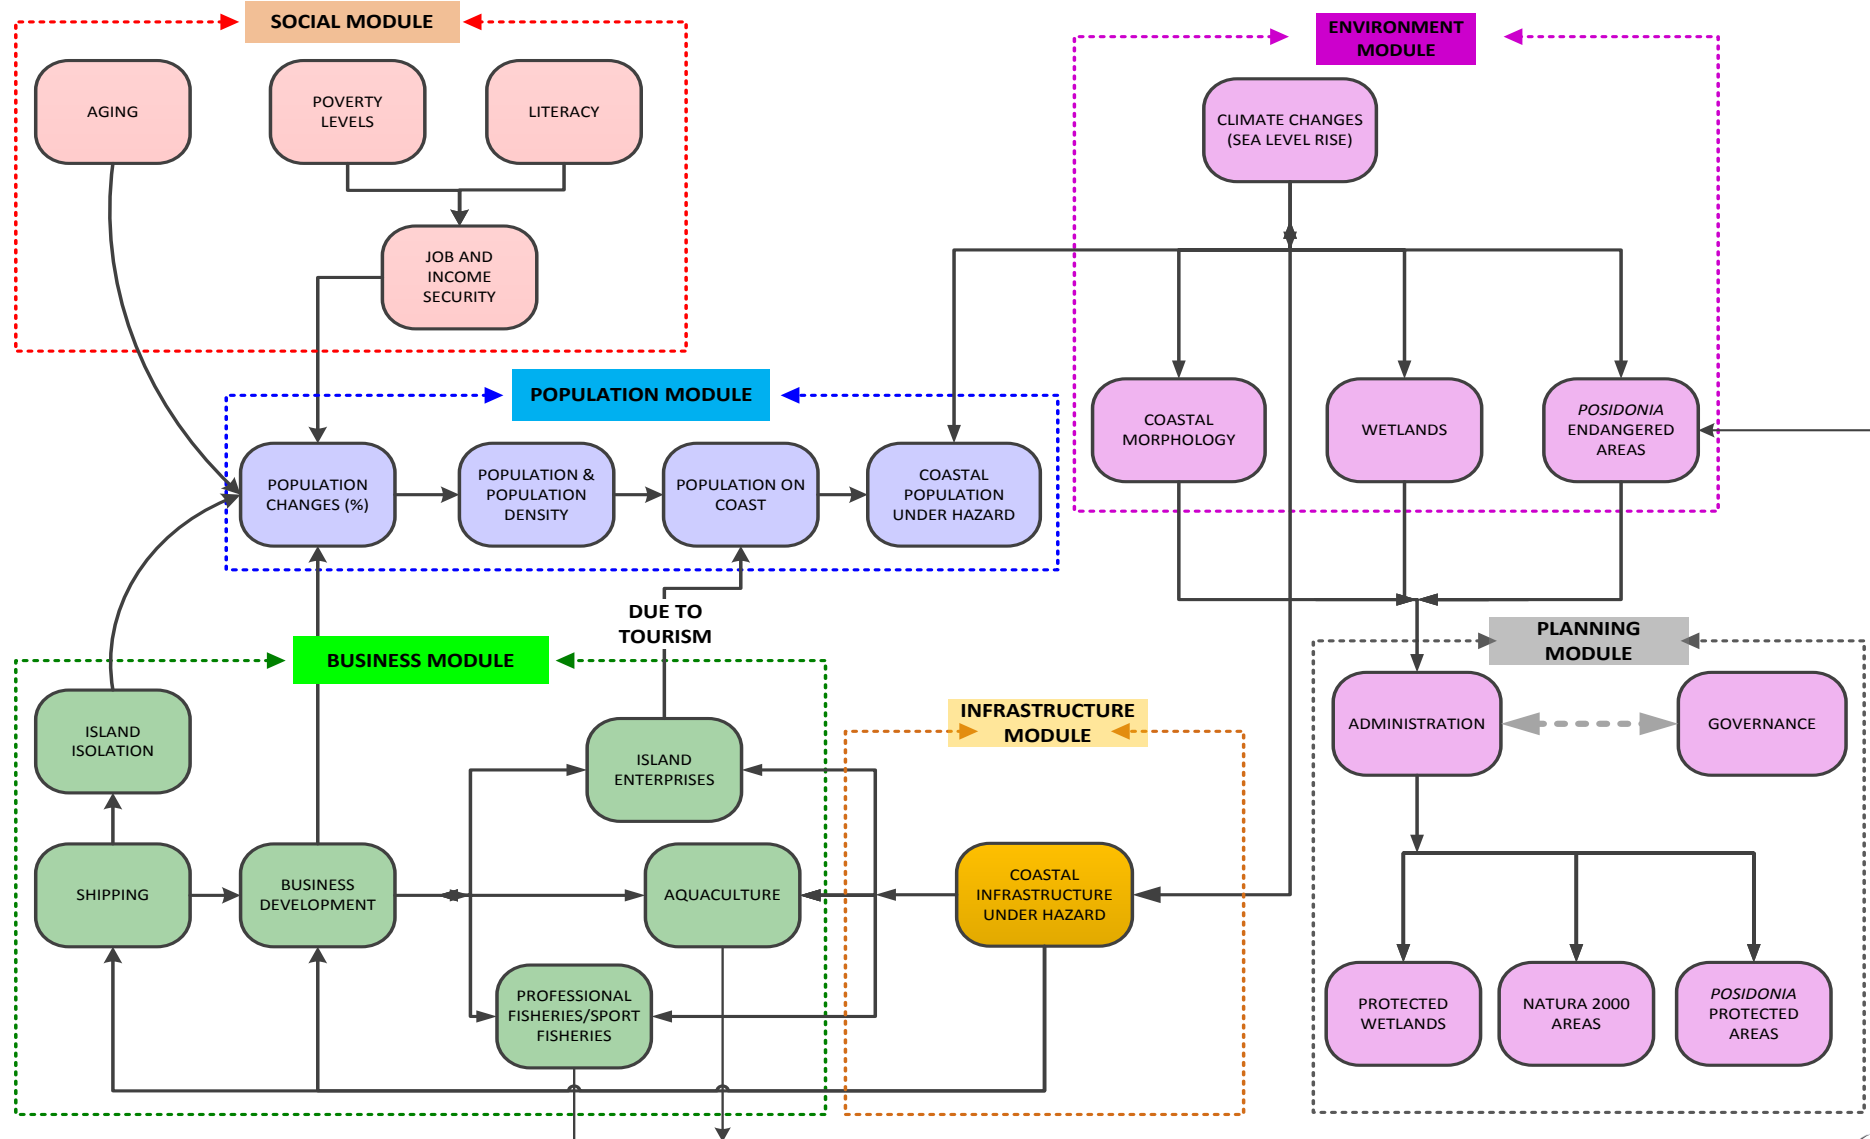 SOCIAL MODULE
AGING
POVERTY
LEVELS
LITERACY
JOB AND
INCOME
SECURITY
ENVIRONMENT
MODULE
CLIMATE CHANGES
(SEA LEVEL RISE)
COASTAL
MORPHOLOGY
WETLANDS
POSIDONIA
ENDANGERED
AREAS
POPULATION MODULE
POPULATION
CHANGES (%)
POPULATION &
POPULATION
DENSITY
POPULATION ON
COAST
COASTAL
POPULATION
UNDER HAZARD
DUE TO
TOURISM
BUSINESS MODULE
ISLAND
ISOLATION
ISLAND
ENTERPRISES
SHIPPING
BUSINESS
DEVELOPMENT
AQUACULTURE
PROFESSIONAL
FISHERIES/SPORT
FISHERIES
INFRASTRUCTURE
MODULE
COASTAL
INFRASTRUCTURE
UNDER HAZARD
PLANNING
MODULE
ADMINISTRATION
GOVERNANCE
PROTECTED
WETLANDS
NATURA 2000
AREAS
POSIDONIA
PROTECTED
AREAS